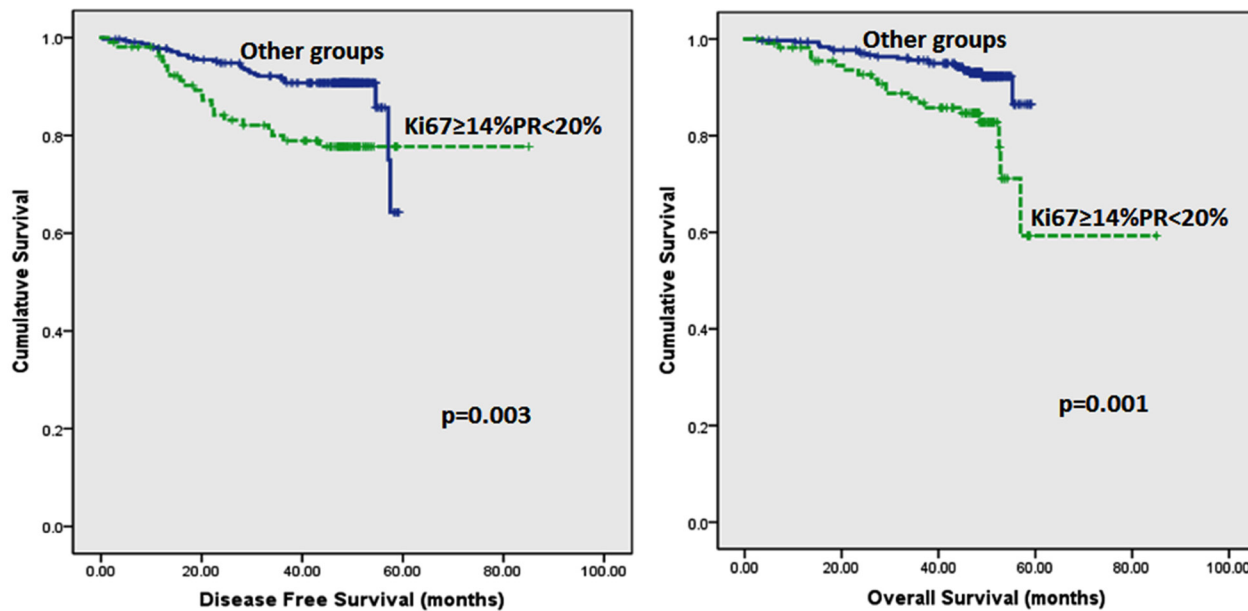 Cumulatuve Survival
1.0
0.8
0.6
0.4
0.2
0.0
Other groups
Ki67≥14%PR<20%
p=0.003
0.00 20.00 40.00 60.00 80.00 100.00
Disease Free Survival (months)
Cumulative Survival
1.0
0.8
0.6
0.4
0.2
0.0
Other groups
Ki67≥14%PR<20%
p=0.001
0.00 20.00 40.00 60.00 80.00 100.00
Overall Survival (months)